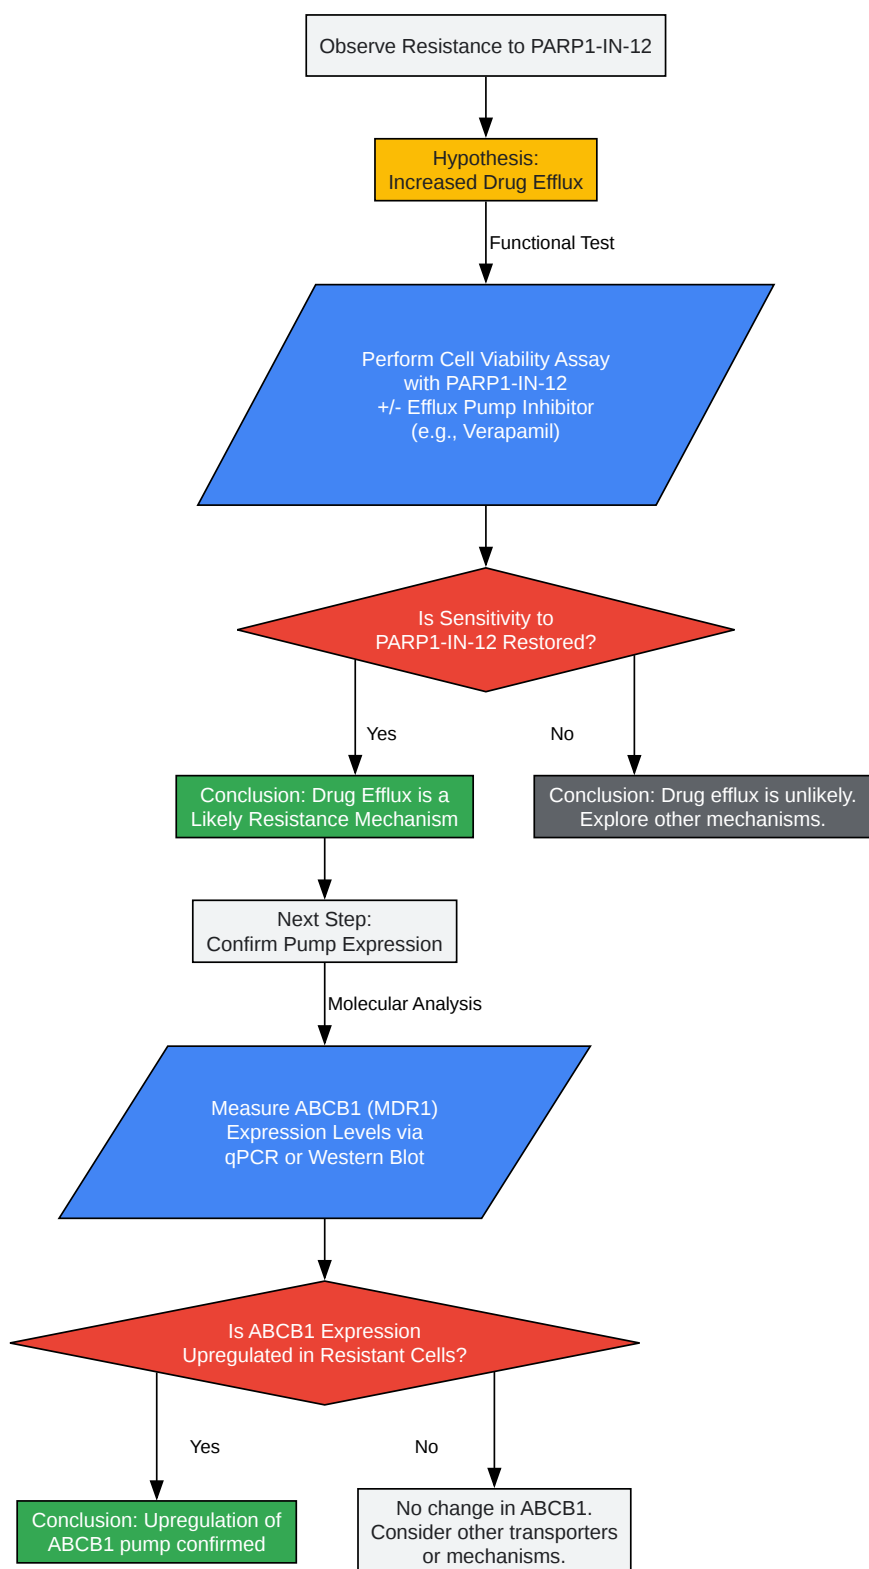 Observe Resistance to PARP1-IN-12
Hypothesis:
Increased Drug Efflux
Functional Test
Perform Cell Viability Assay
with PARP1-IN-12
+/- Efflux Pump Inhibitor
(e.g., Verapamil)
Is Sensitivity to
PARP1-IN-12 Restored?
Yes
No
Conclusion: Drug Efflux is a
Likely Resistance Mechanism
Conclusion: Drug efflux is unlikely.
Explore other mechanisms.
Next Step:
Confirm Pump Expression
Molecular Analysis
Measure ABCB1 (MDR1)
Expression Levels via
qPCR or Western Blot
Is ABCB1 Expression
Upregulated in Resistant Cells?
Yes
No
Conclusion: Upregulation of
ABCB1 pump confirmed
No change in ABCB1.
Consider other transporters
or mechanisms.